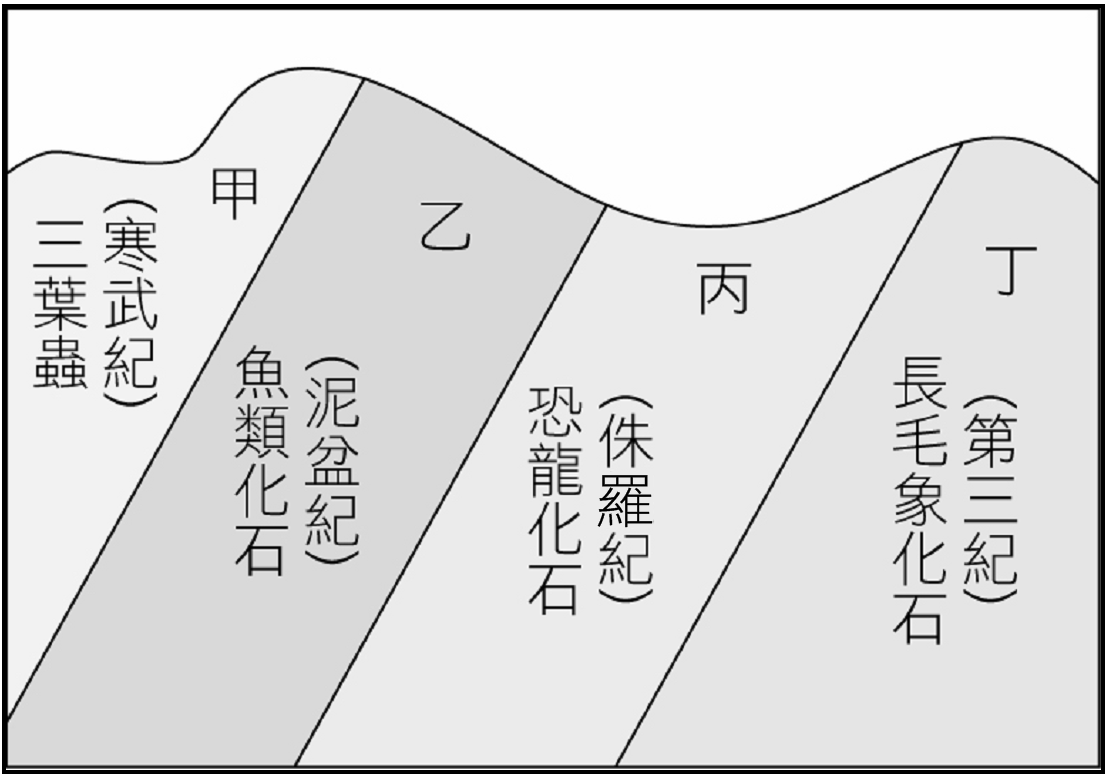 甲
(寒武紀)
三葉蟲
乙
(泥盆紀)
魚類化石
丙
(侏羅紀)
恐龍化石
丁
(第三紀)
長毛象化石